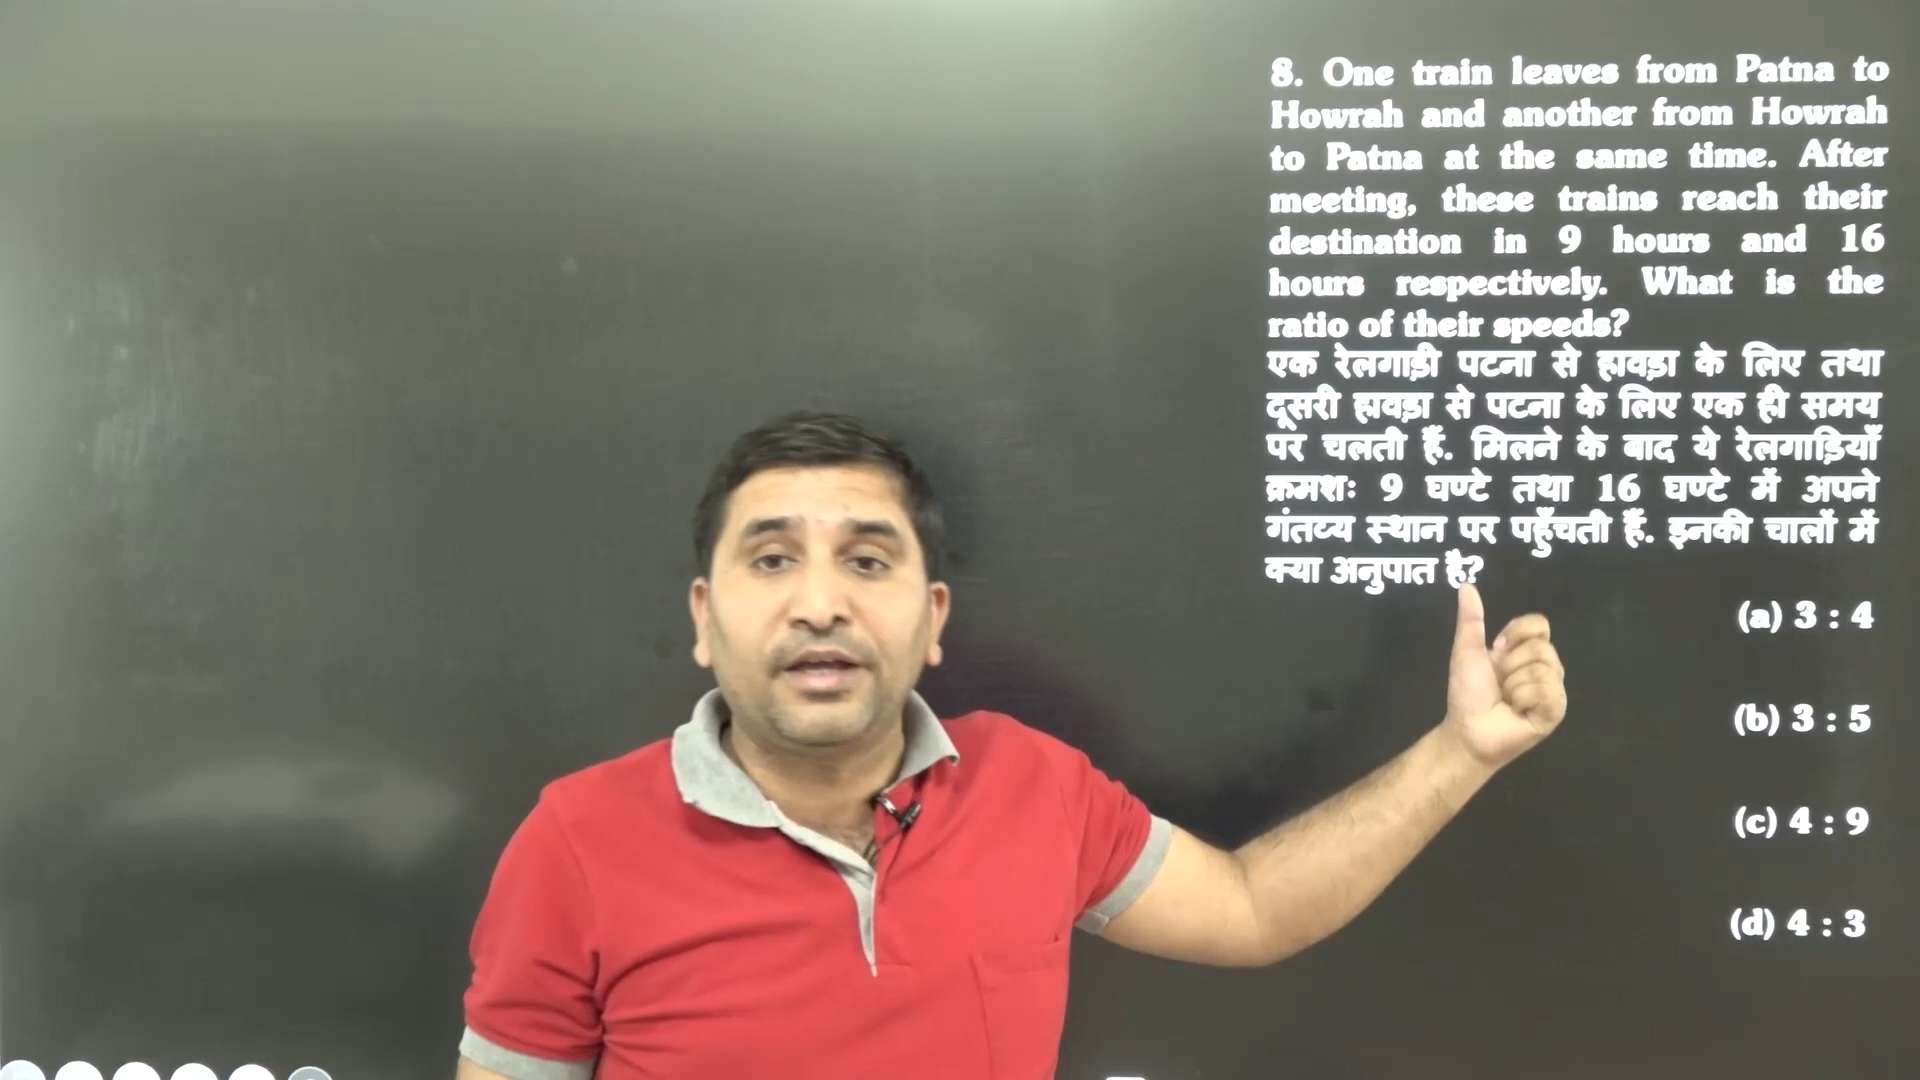 8. One train leaves from Patna to
Howrah and another from Howrah
to Patna at the same time. After
meeting, these trains reach their
destination in 9 hours and 16
hours respectively. What is the
ratio of their speeds?
एक रेलगाड़ी पटना से हावड़ा के लिए तथा
दूसरी हावड़ा से पटना के लिए एक ही समय
पर चलती हैं. मिलने के बाद ये रेलगाड़ियाँ
क्रमशः 9 घण्टे तथा 16 घण्टे में अपने
गंतव्य स्थान पर पहुँचती हैं. इनकी चालों में
क्या अनुपात है?
(a) 3 : 4
(b) 3 : 5
(c) 4 : 9
(d) 4 : 3